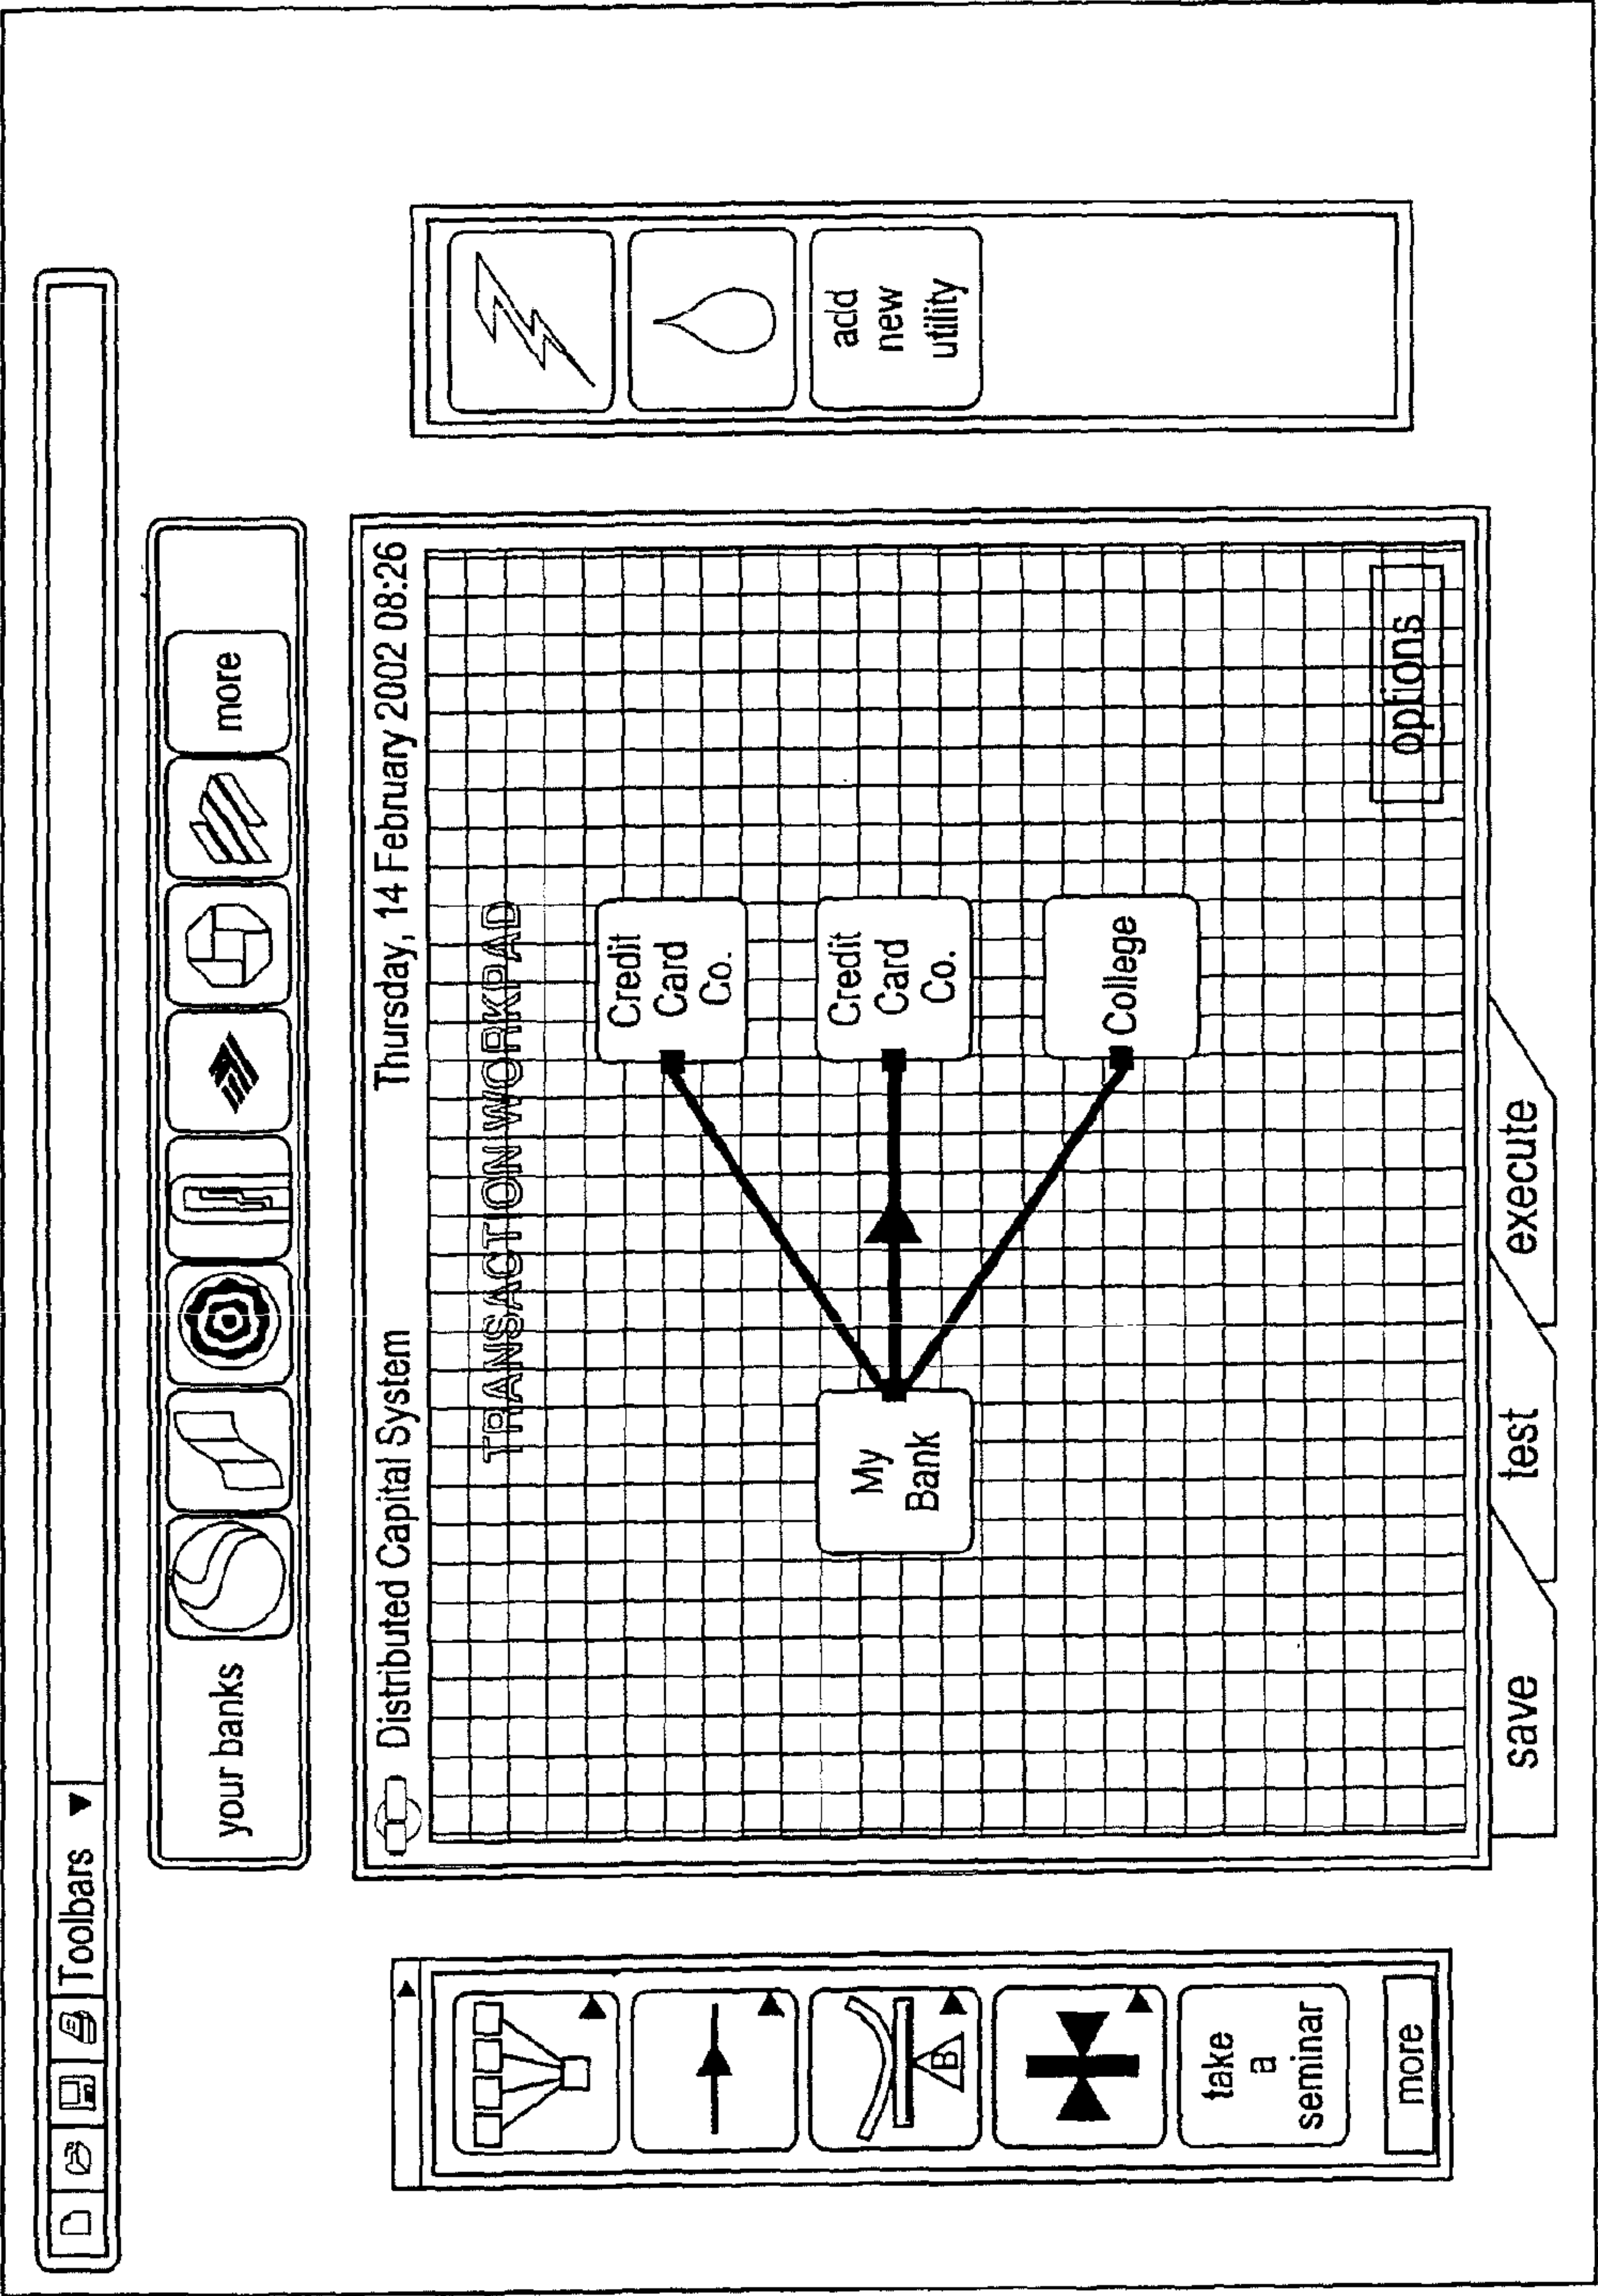 Toolbars
your banks
more
Distributed Capital System
Thursday, 14 February 2002 08:26
TRANSACTION WORKPAD
My
Bank
Credit
Card
Co.
Credit
Card
Co.
College
options
save
test
execute
B
take
a
seminar
more
add
new
utility